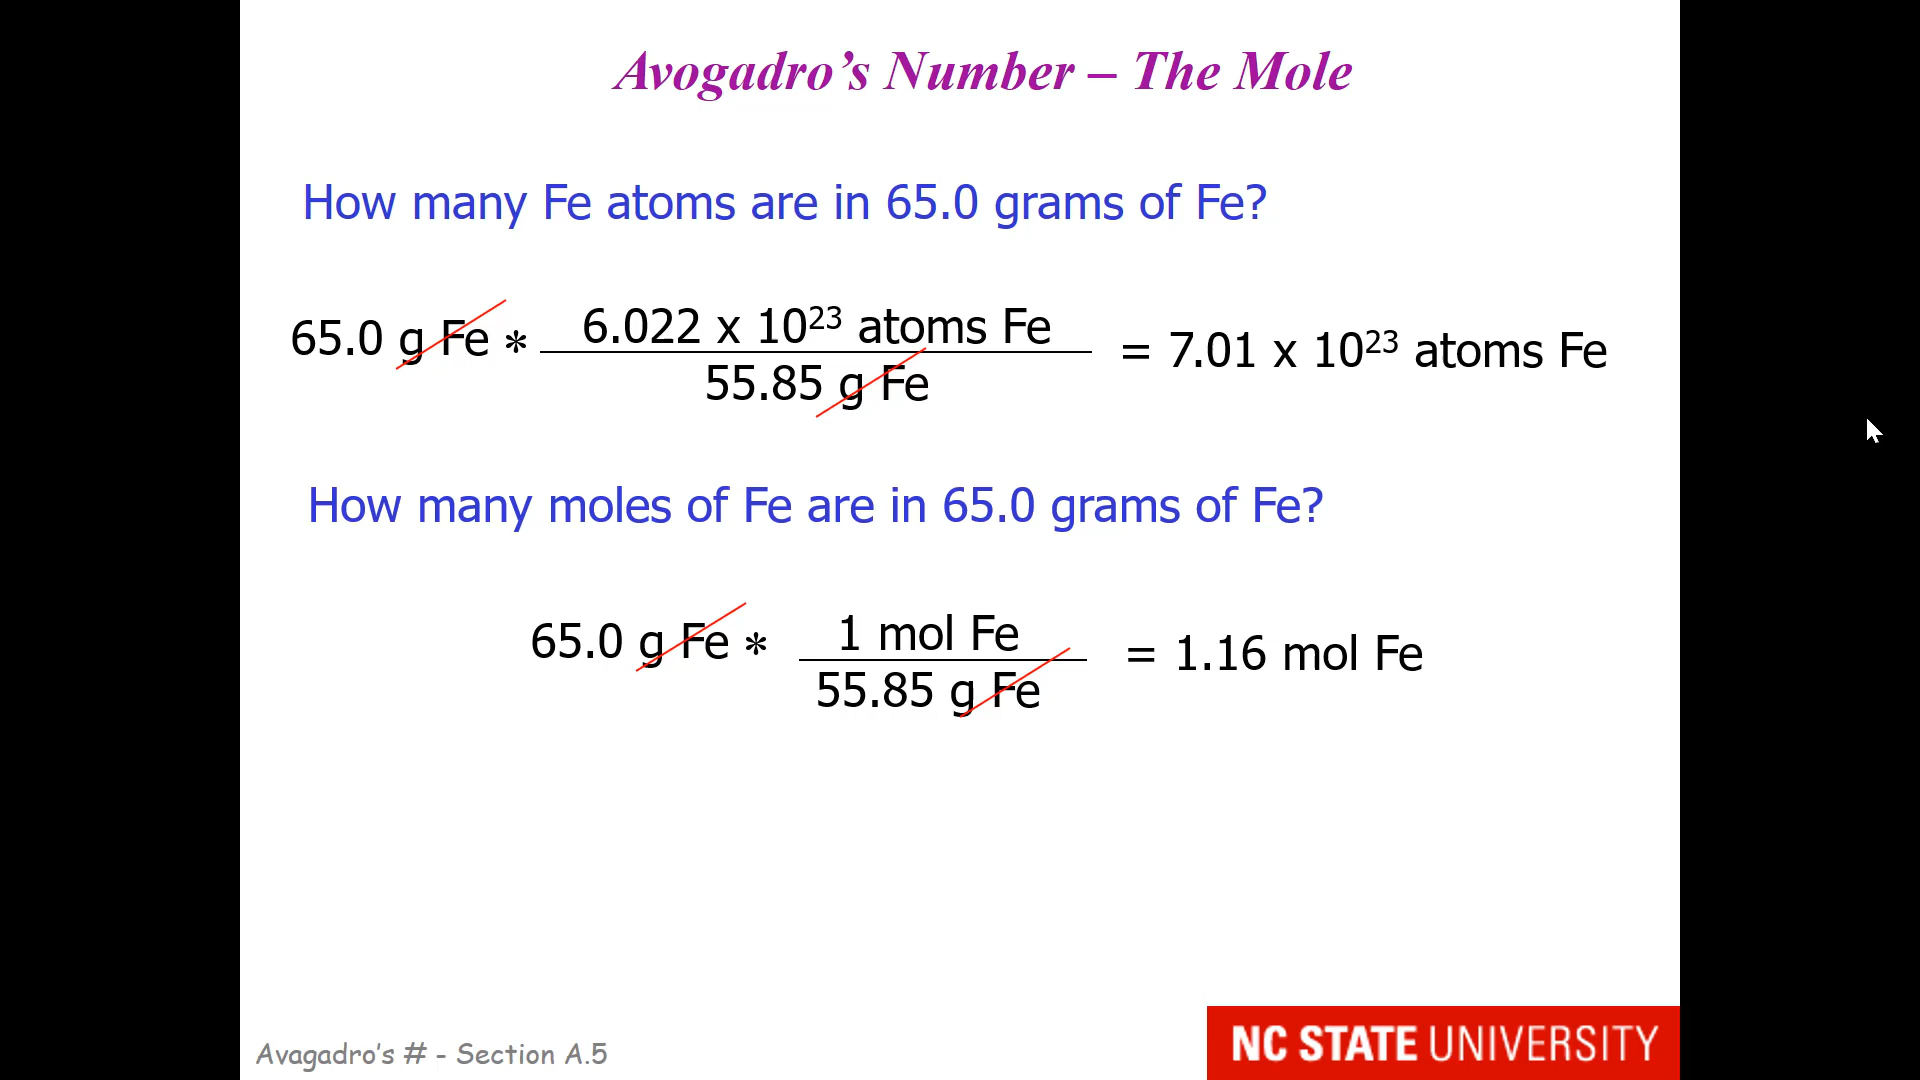 Avogadro’s Number – The Mole
How many Fe atoms are in 65.0 grams of Fe?
65.0 g Fe * 6.022 x 10²³ atoms Fe = 7.01 x 10²³ atoms Fe
55.85 g Fe
How many moles of Fe are in 65.0 grams of Fe?
65.0 g Fe * 1 mol Fe = 1.16 mol Fe
55.85 g Fe
Avagadro's # - Section A.5
NC STATE UNIVERSITY